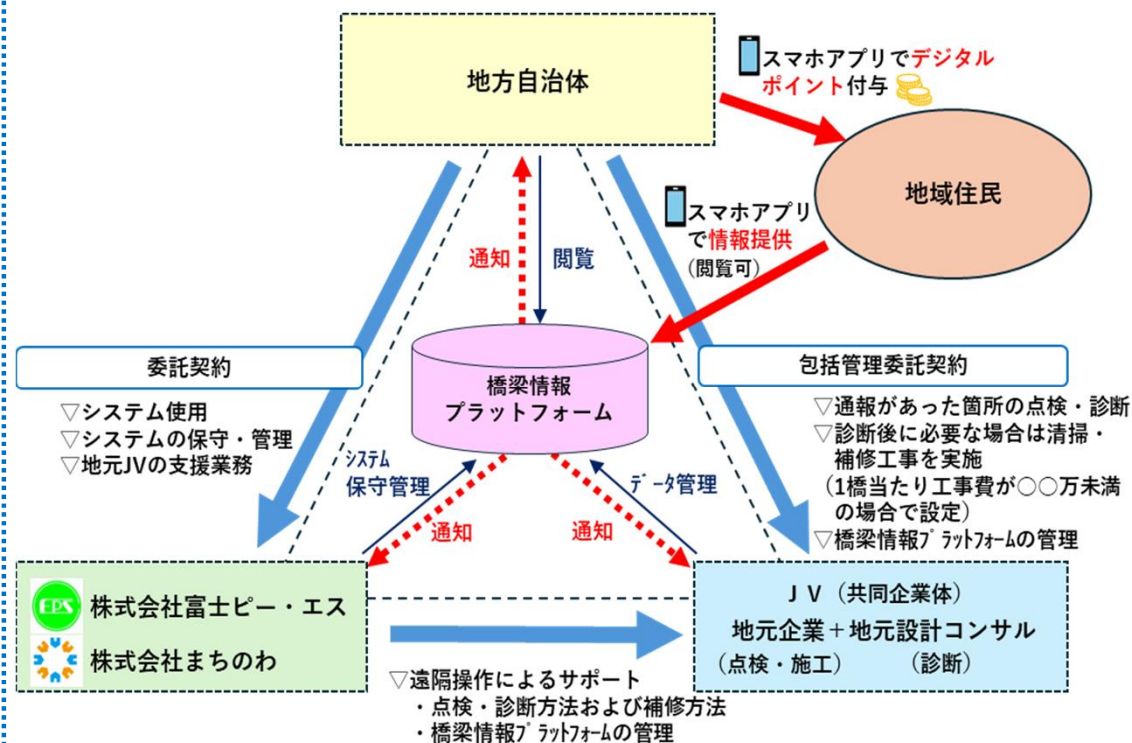 地方自治体
スマホアプリでデジタル
ポイント付与
地域住民
スマホアプリ
で情報提供
(閲覧可)
通知
閲覧
委託契約
▽システム使用
▽システムの保守・管理
▽地元JVの支援業務
橋梁情報
プラットフォーム
包括管理委託契約
▽通報があった箇所の点検・診断
▽診断後に必要な場合は清掃・
補修工事を実施
(1橋当たり工事費が○○万未満
の場合で設定)
▽橋梁情報プラットフォームの管理
システム
保守管理
通知
データ管理
通知
FPS
株式会社富士ピー・エス
株式会社まちのわ
JV(共同企業体)
地元企業+地元設計コンサル
(点検・施工)
(診断)
▽遠隔操作によるサポート
・点検・診断方法および補修方法
・橋梁情報プラットフォームの管理